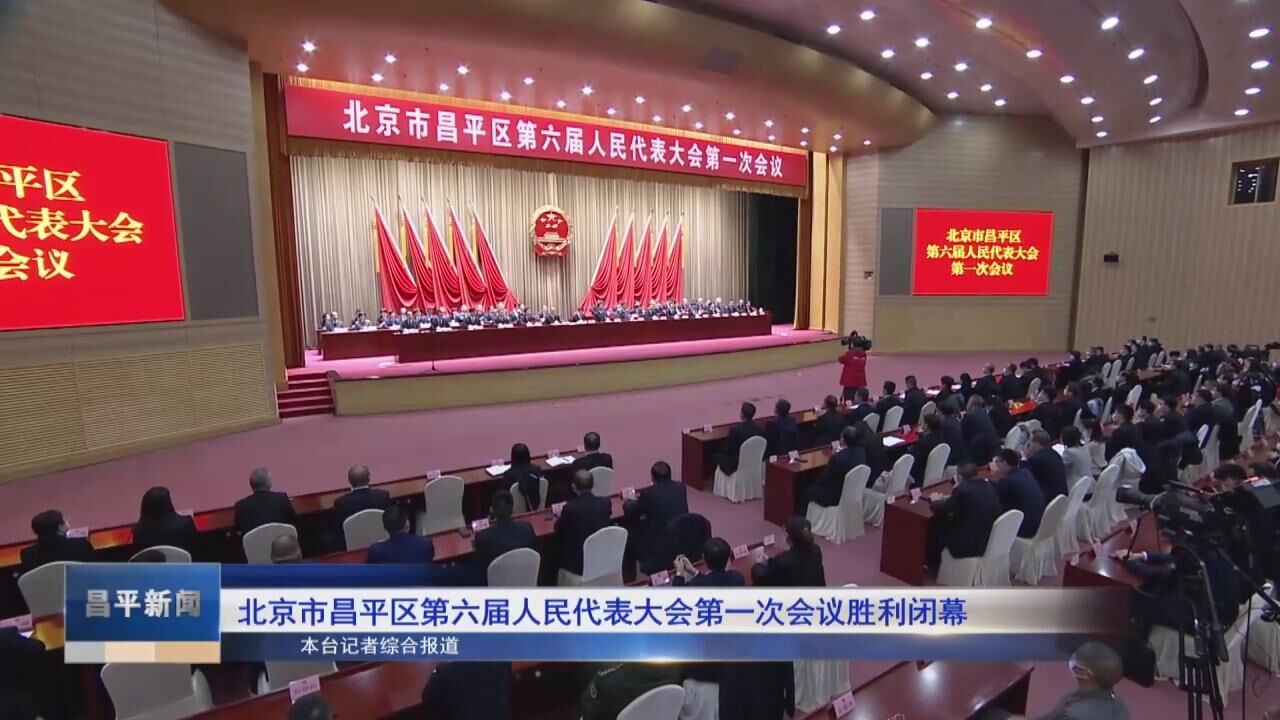 北京市昌平区第六届人民代表大会第一次会议
平区
代表大会
会议
北京市昌平区
第六届人民代表大会
第一次会议
昌平新闻
北京市昌平区第六届人民代表大会第一次会议胜利闭幕
本台记者综合报道